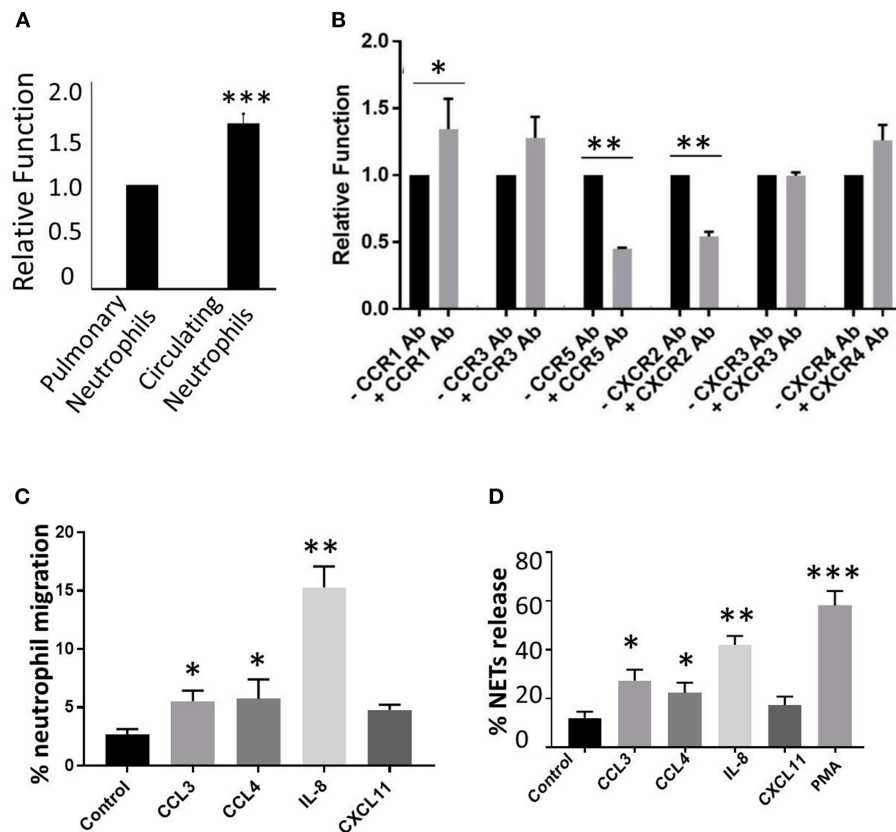 A
Relative Function
2.0
1.5
1.0
0.5
0
***
Pulmonary
Neutrophils
Circulating
Neutrophils
B
Relative Function
2.0
1.5
1.0
0.5
0.0
*
**
**
- CCR1 Ab
+ CCR1 Ab
- CCR3 Ab
+ CCR3 Ab
- CCR5 Ab
+ CCR5 Ab
- CXCR2 Ab
+ CXCR2 Ab
- CXCR3 Ab
+ CXCR3 Ab
- CXCR4 Ab
+ CXCR4 Ab
C
% neutrophil migration
20
15
10
5
0
*
*
**
Control
CCL3
CCL4
IL-8
CXCL11
D
% NETs release
80
60
40
20
0
*
*
**
***
Control
CCL3
CCL4
IL-8
CXCL11
PMA